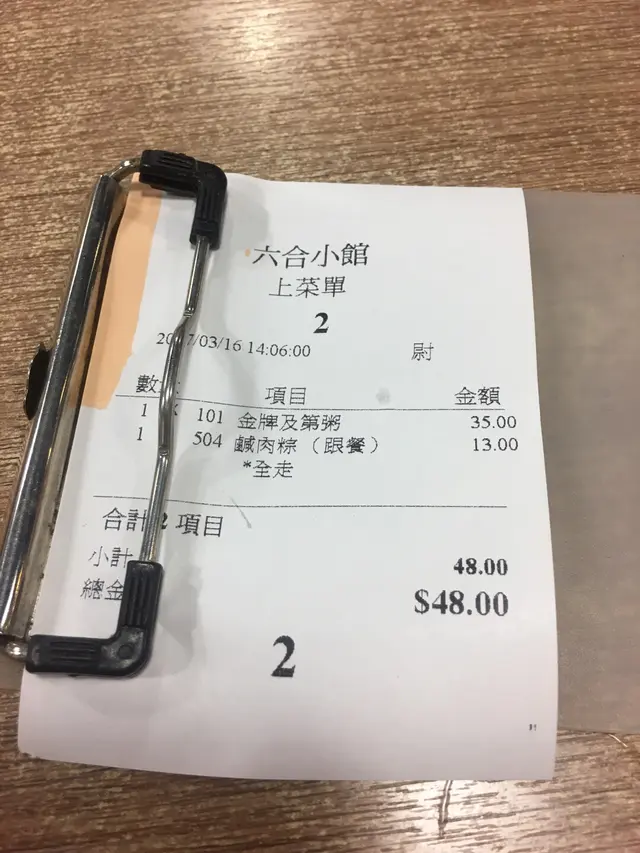 六合小館
上菜單
2
/03/16 14:06:00 尉
數 項目 金額
1 101 金牌及第粥 35.00
1 504 鹹肉粽（跟餐） 13.00
*全走
合計 2 項目
小計 48.00
總金 $48.00
2